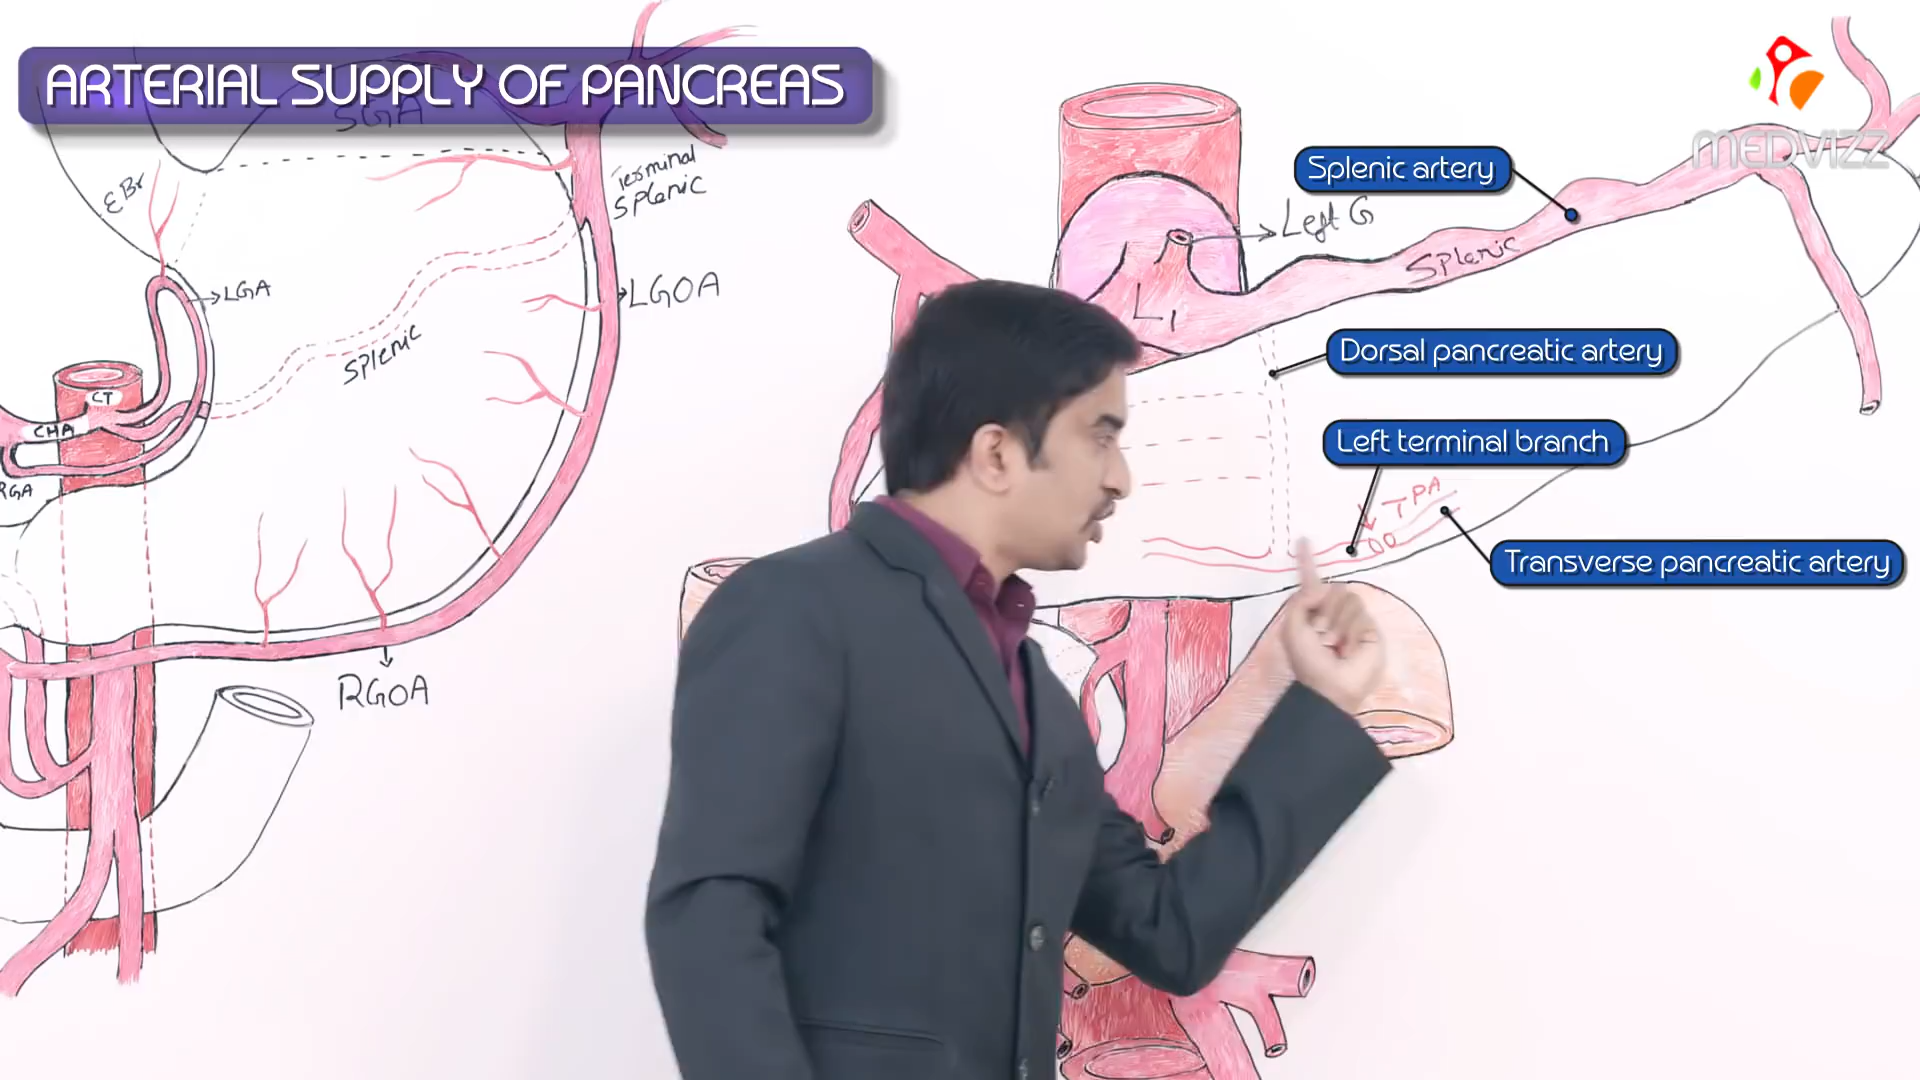 ARTERIAL SUPPLY OF PANCREAS
MEDVIZZ
SGA
EBr
Terminal
Splenic
LGA
LGOA
Splenic
CT
CHA
RGA
RGOA
Splenic artery
Left G
Splenic
L1
Dorsal pancreatic artery
Left terminal branch
TPA
Transverse pancreatic artery